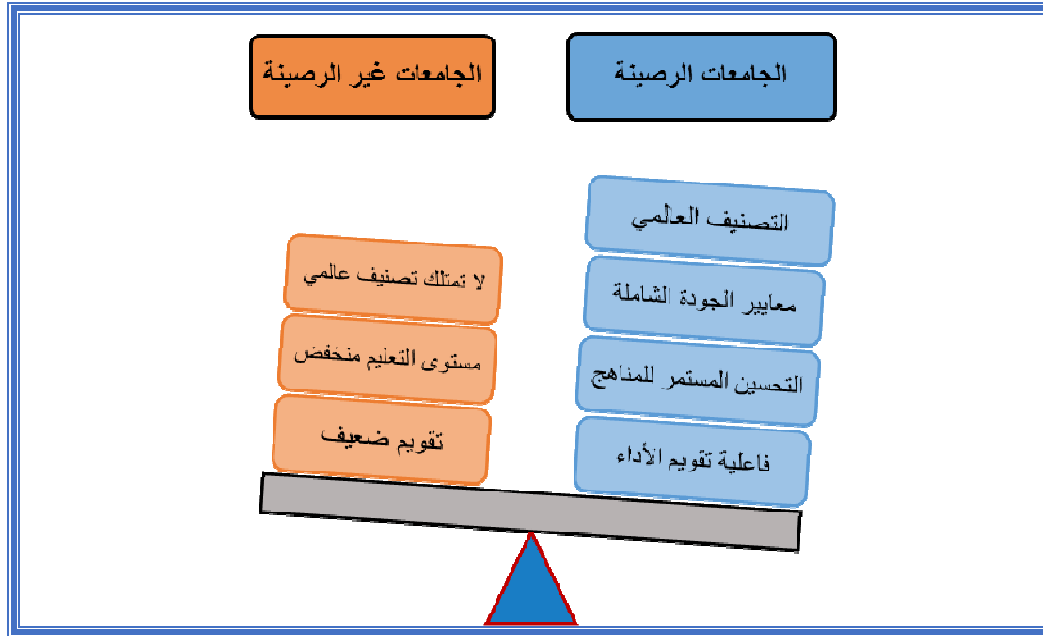 الجامعات الرصينة
الجامعات غير الرصينة
التصنيف العالمي
معايير الجودة الشاملة
التحسين المستمر للمناهج
فاعلية تقويم الأداء
لا تمتلك تصنيف عالمي
مستوى التعليم منخفض
تقويم ضعيف